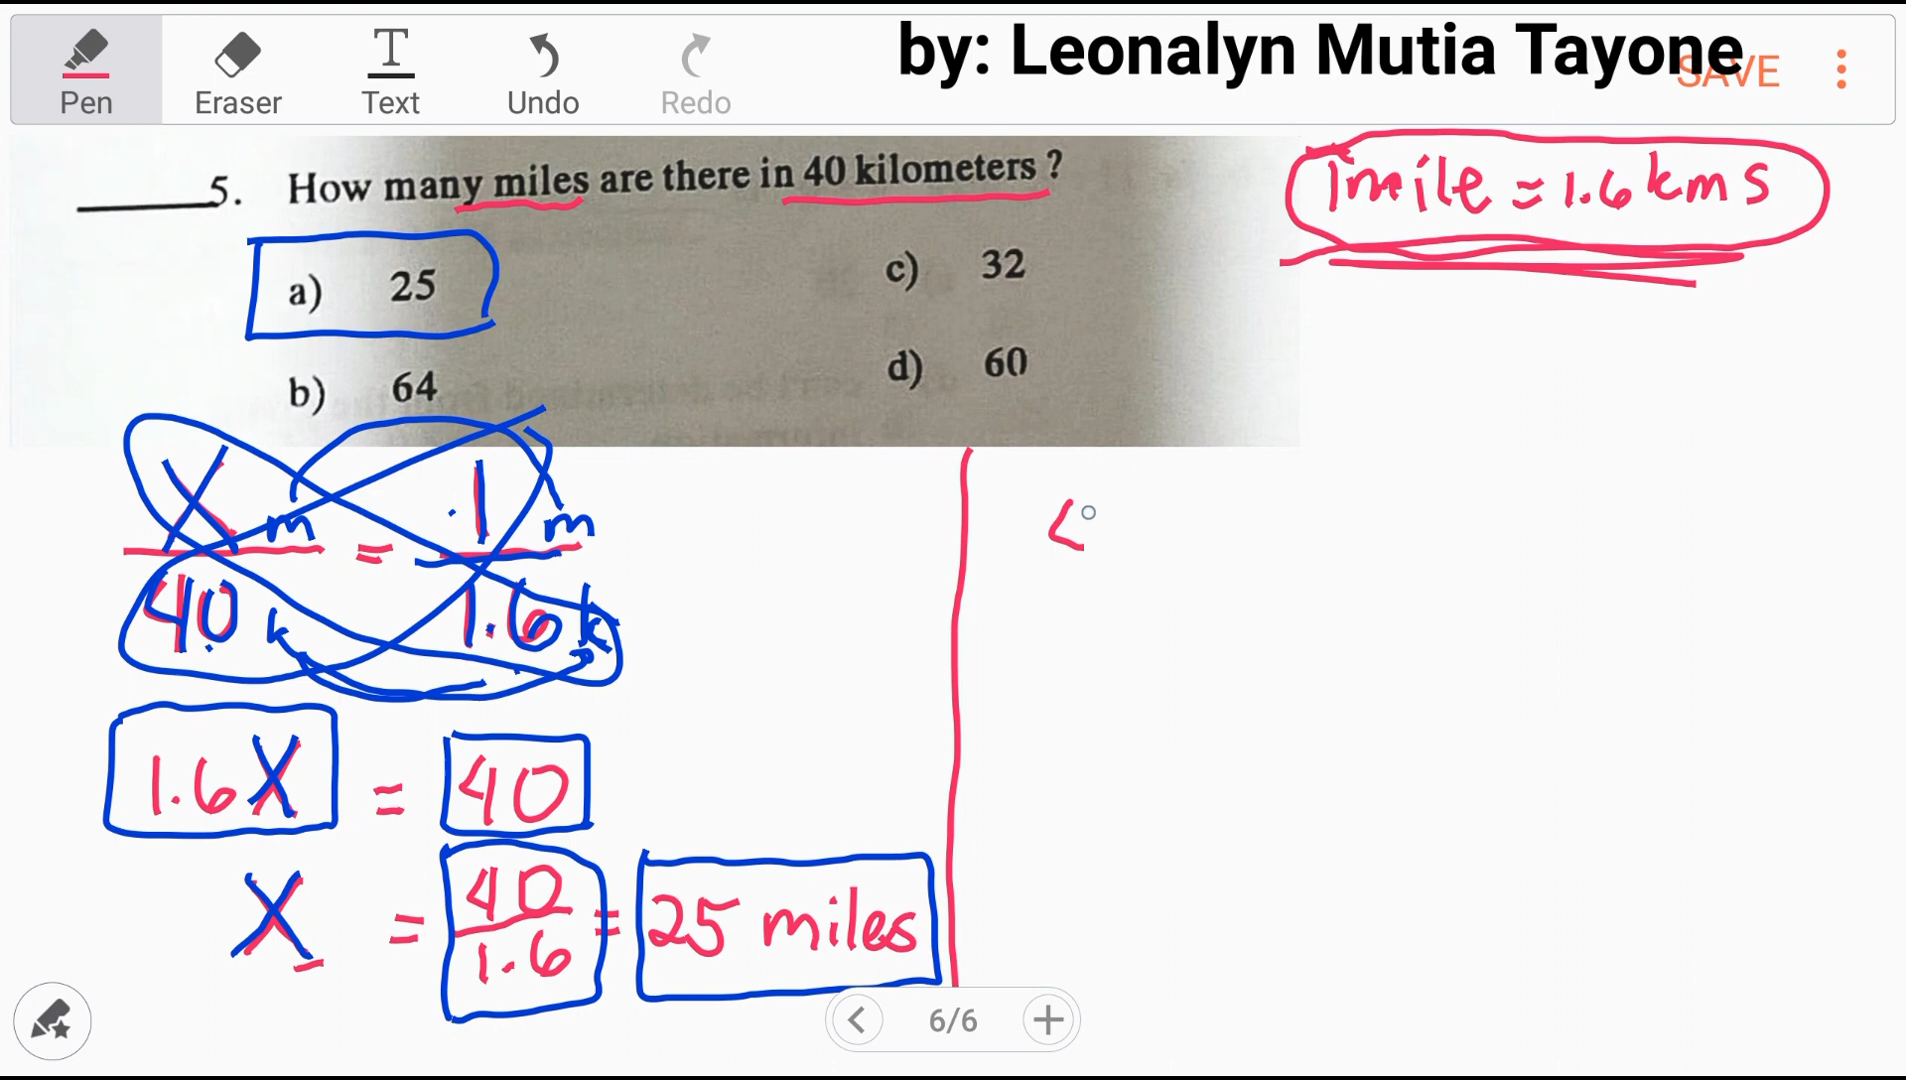 by: Leonalyn Mutia Tayone
SAVE
Pen
Eraser
Text
Undo
Redo
5. How many miles are there in 40 kilometers ?
1mile = 1.6kms
a) 25
c) 32
b) 64
d) 60
X m = 1 m
40 k 1.6 k
1.6X = 40
X = 40 = 25 miles
1.6
6/6